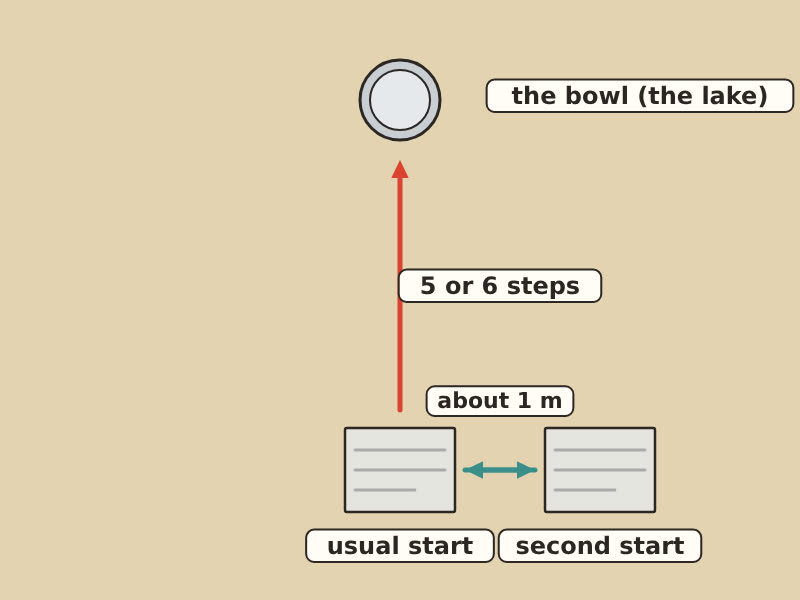 the bowl (the lake)
5 or 6 steps
about 1 m
usual start
second start